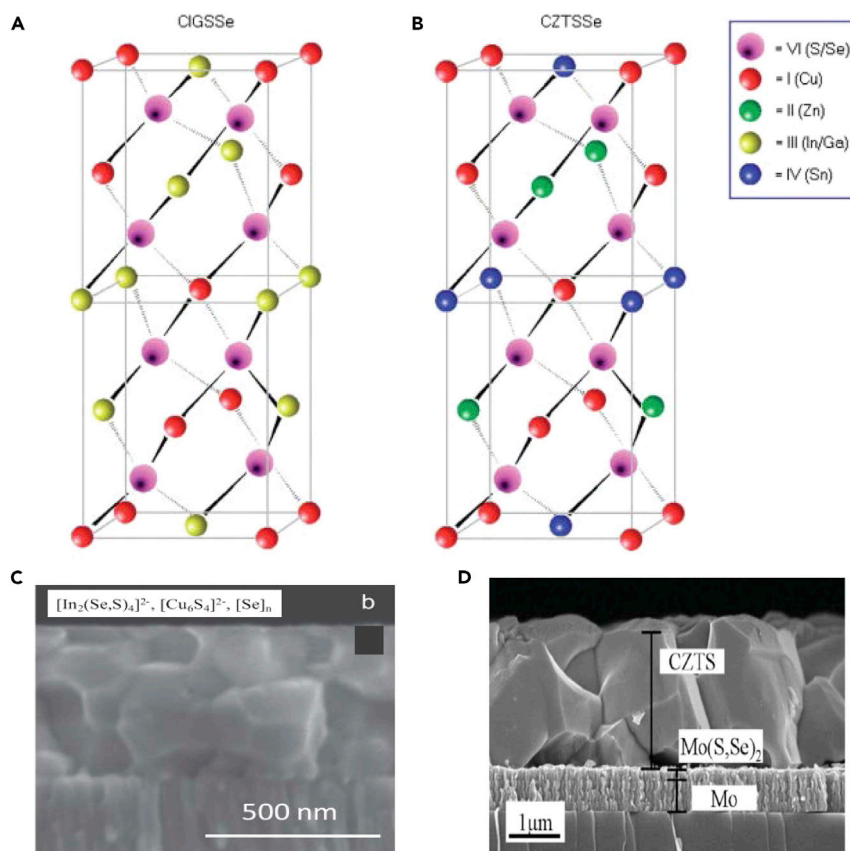 A
CIGSSe
B
CZTSSe
= VI (S/Se)
= I (Cu)
= II (Zn)
= III (In/Ga)
= IV (Sn)
C
[In₂(Se,S)₄]²⁻, [Cu₆S₄]²⁻, [Se]ₙ
b
500 nm
D
CZTS
Mo(S,Se)₂
Mo
1μm